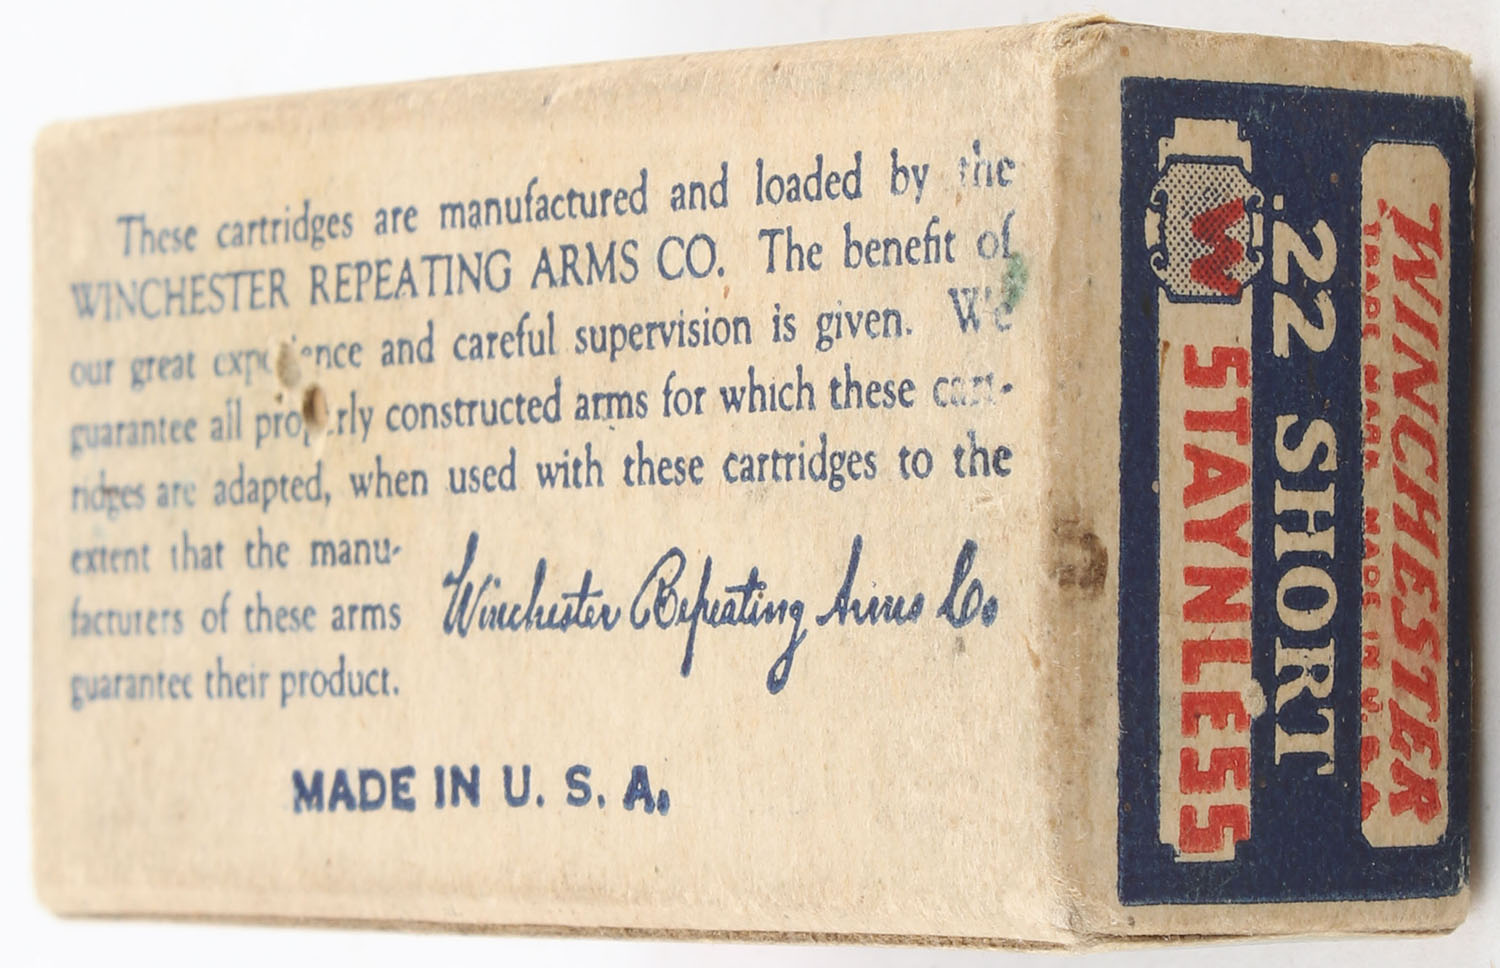 These cartridges are manufactured and loaded by the
WINCHESTER REPEATING ARMS CO. The benefit of
our great experience and careful supervision is given. We
guarantee all properly constructed arms for which these cart-
ridges are adapted, when used with these cartridges to the
extent that the manu-
facturers of these arms
guarantee their product.
Winchester Repeating Arms Co.
MADE IN U. S. A.
WINCHESTER
TRADE MARK MADE IN U.S.A.
.22 SHORT
W STAYNLESS